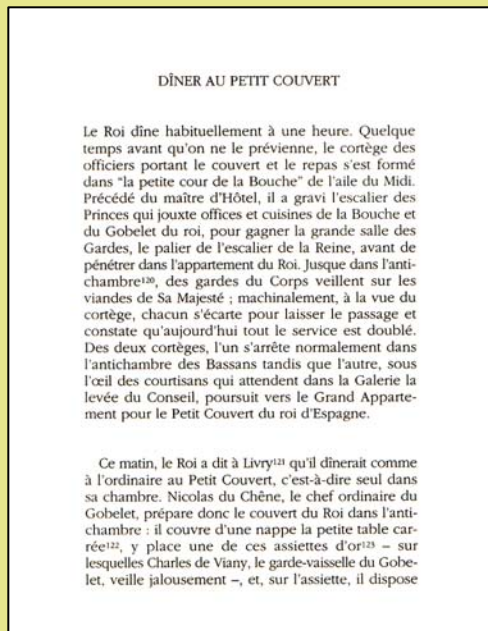 DÎNER AU PETIT COUVERT
Le Roi dîne habituellement à une heure. Quelque
temps avant qu'on ne le prévienne, le cortège des
officiers portant le couvert et le repas s'est formé
dans "la petite cour de la Bouche" de l'aile du Midi.
Précédé du maître d'Hôtel, il a gravi l'escalier des
Princes qui jouxte offices et cuisines de la Bouche et
du Gobelet du roi, pour gagner la grande salle des
Gardes, le palier de l'escalier de la Reine, avant de
pénétrer dans l'appartement du Roi. Jusque dans l'anti-
chambre¹²⁰, des gardes du Corps veillent sur les
viandes de Sa Majesté ; machinalement, à la vue du
cortège, chacun s'écarte pour laisser le passage et
constate qu'aujourd'hui tout le service est doublé.
Des deux cortèges, l'un s'arrête normalement dans
l'antichambre des Bassans tandis que l'autre, sous
l'œil des courtisans qui attendent dans la Galerie la
levée du Conseil, poursuit vers le Grand Apparte-
ment pour le Petit Couvert du roi d'Espagne.
Ce matin, le Roi a dit à Livry¹²¹ qu'il dînerait comme
à l'ordinaire au Petit Couvert, c'est-à-dire seul dans
sa chambre. Nicolas du Chêne, le chef ordinaire du
Gobelet, prépare donc le couvert du Roi dans l'anti-
chambre : il couvre d'une nappe la petite table car-
rée¹²², y place une de ces assiettes d'or¹²³ – sur
lesquelles Charles de Viany, le garde-vaisselle du Gobe-
let, veille jalousement –, et, sur l'assiette, il dispose